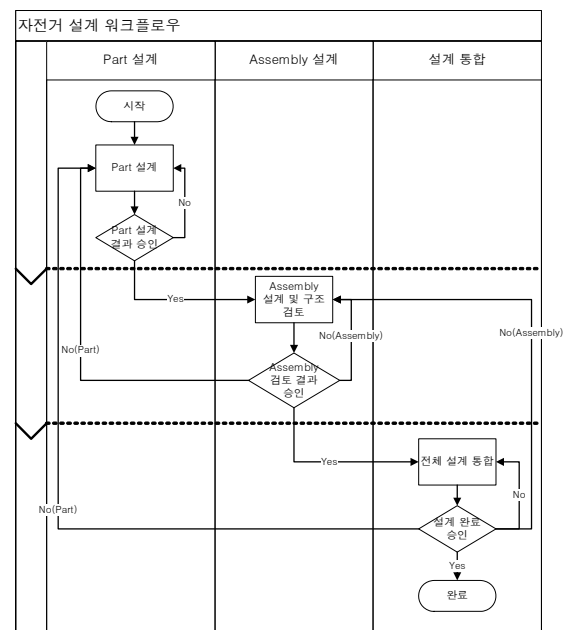 자전거 설계 워크플로우
Part 설계
Assembly 설계
설계 통합
시작
Part 설계
No
Part 설계
결과 승인
Yes
Assembly
설계 및 구조
검토
No(Assembly)
No(Assembly)
No(Part)
Assembly
검토 결과
승인
Yes
전체 설계 통합
No
No(Part)
설계 완료
승인
Yes
완료